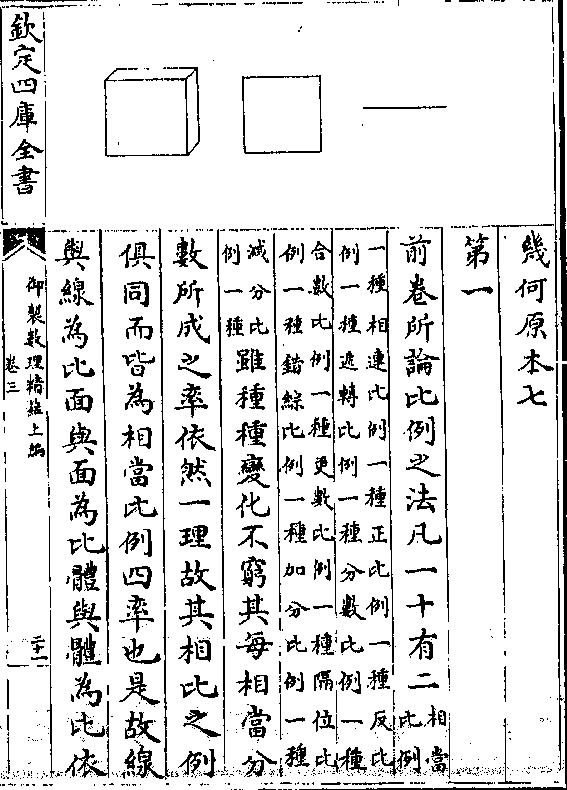 幾何原本七
第一
前卷所論比例之法凡一十有二相當
比例
一種相連比例一種正比例一種反比
例一種遞轉比例一種分數比例一種
合數比例一種更數比例一種隔位比
例一種錯綜比例一種加分比例一種
減分比
例一種雖種種變化不窮其每相當分
數所成之率依然一理故其相比之例
俱同而皆為相當比例四率也是故線
與線為比面與面為比體與體為比依
欽定四庫全書
御製數理精蘊上編
卷三
二十一